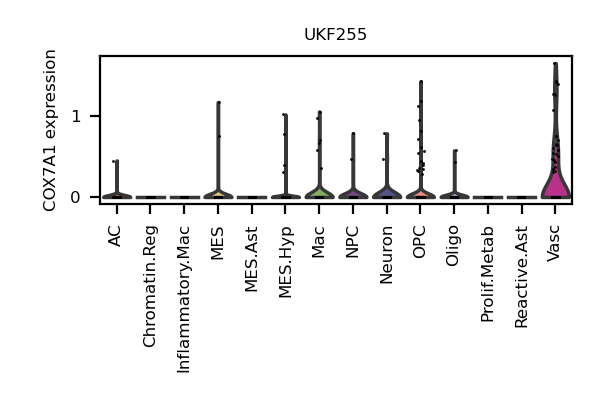 UKF255
COX7A1 expression
1
0
AC
Chromatin.Reg
Inflammatory.Mac
MES
MES.Ast
MES.Hyp
Mac
NPC
Neuron
OPC
Oligo
Prolif.Metab
Reactive.Ast
Vasc